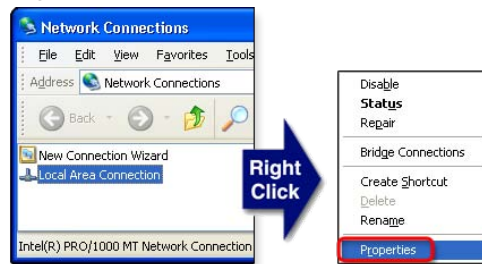 Network Connections
File Edit View Favorites Tools
Address Network Connections
Back
New Connection Wizard
Local Area Connection
Intel(R) PRO/1000 MT Network Connection
Right
Click
Disable
Status
Repair
Bridge Connections
Create Shortcut
Delete
Rename
Properties